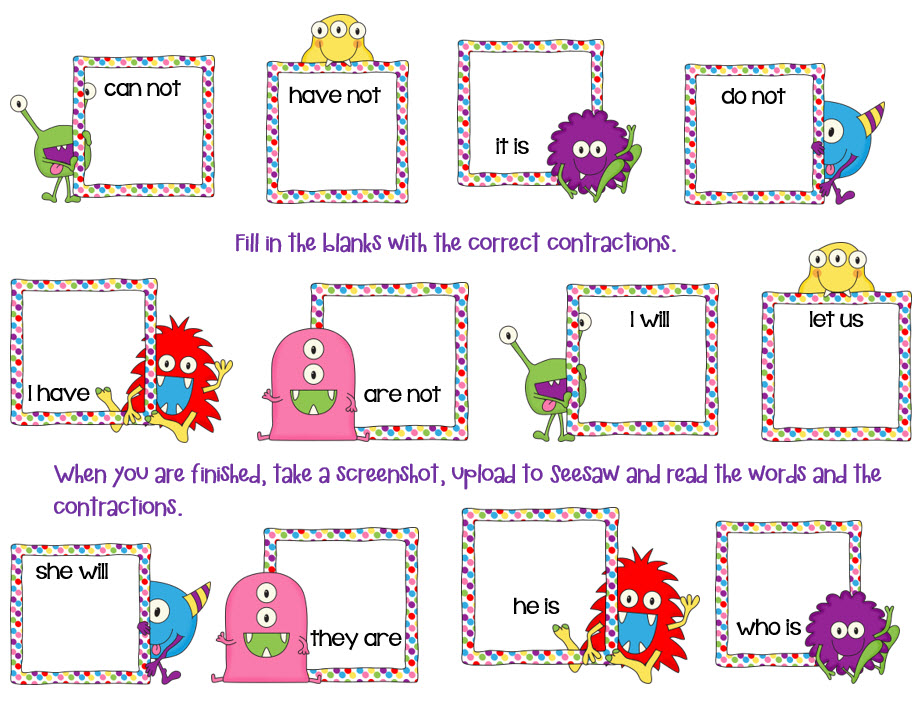 can not
have not
it is
do not
Fill in the blanks with the correct contractions.
I have
are not
I will
let us
When you are finished, take a screenshot, upload to Seesaw and read the words and the
contractions.
she will
they are
he is
who is